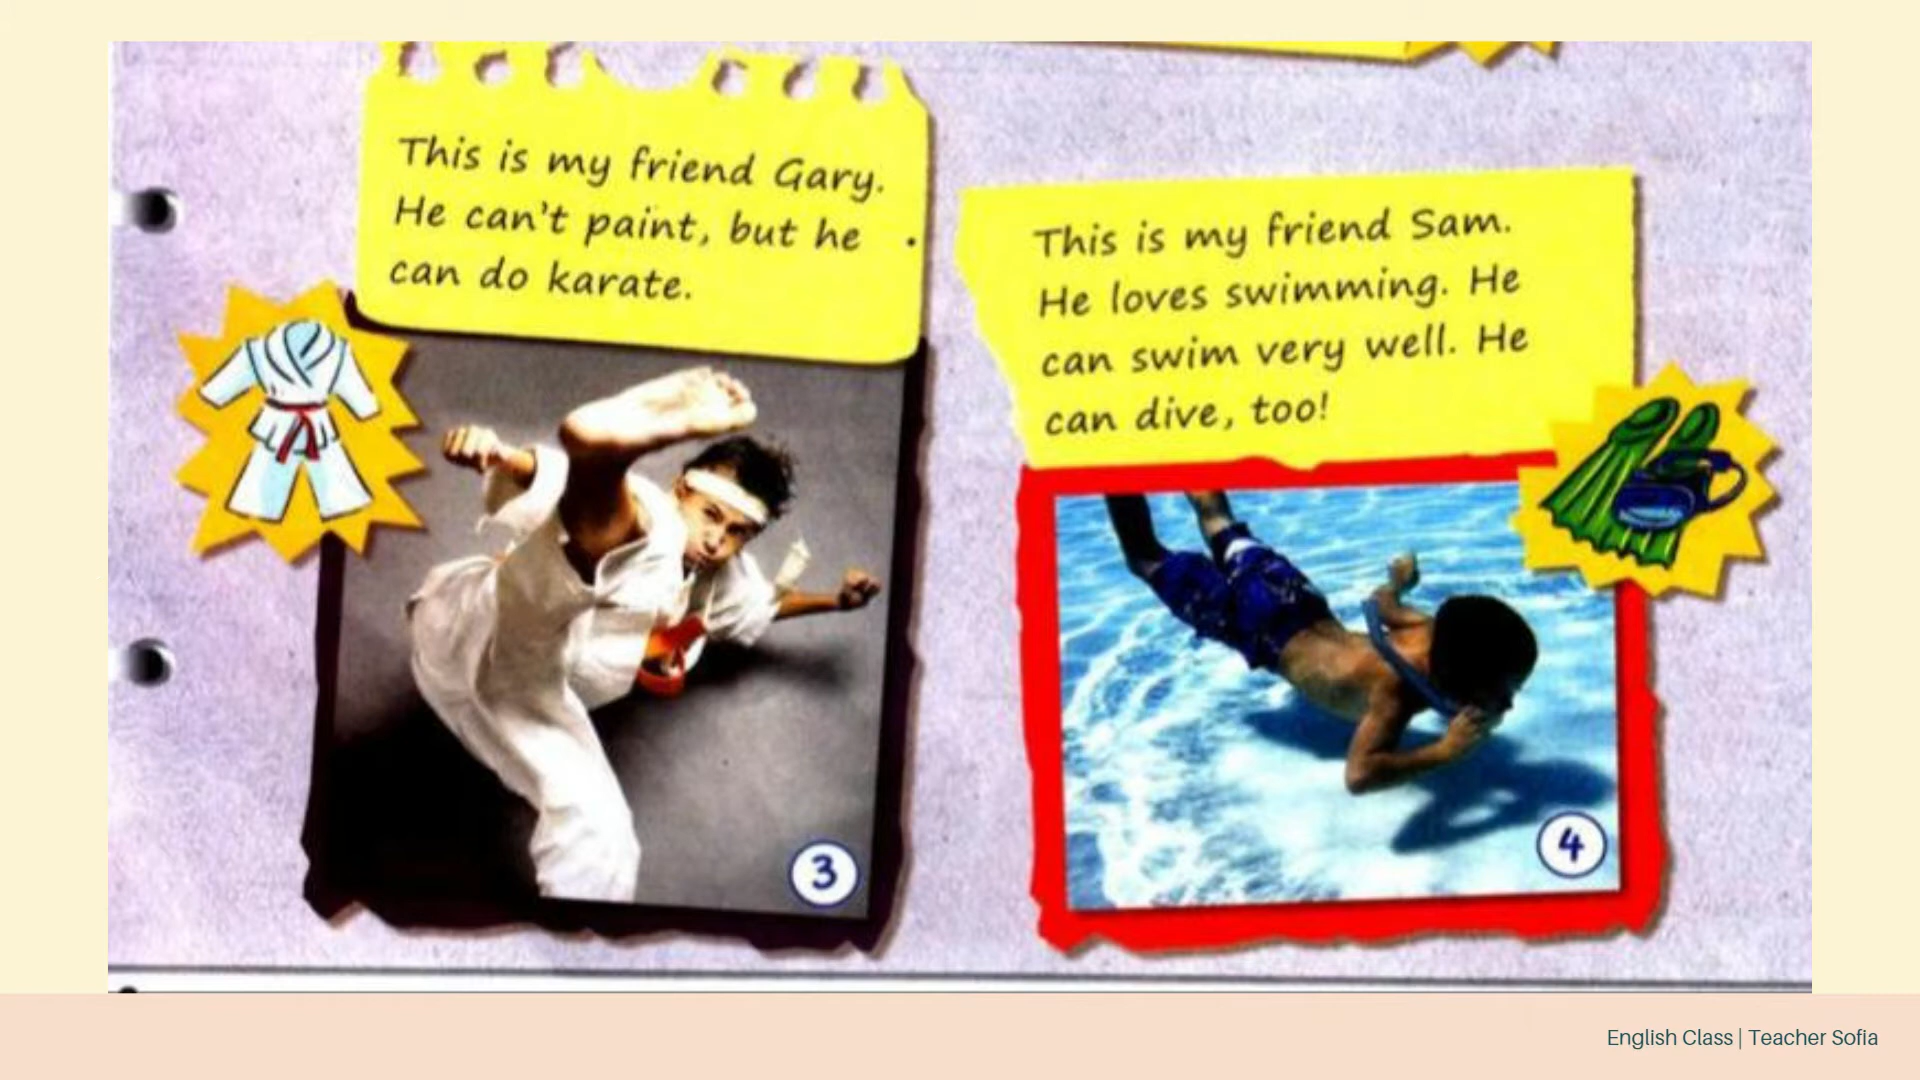 This is my friend Gary.
He can't paint, but he
can do karate.
3
This is my friend Sam.
He loves swimming. He
can swim very well. He
can dive, too!
4
English Class | Teacher Sofia